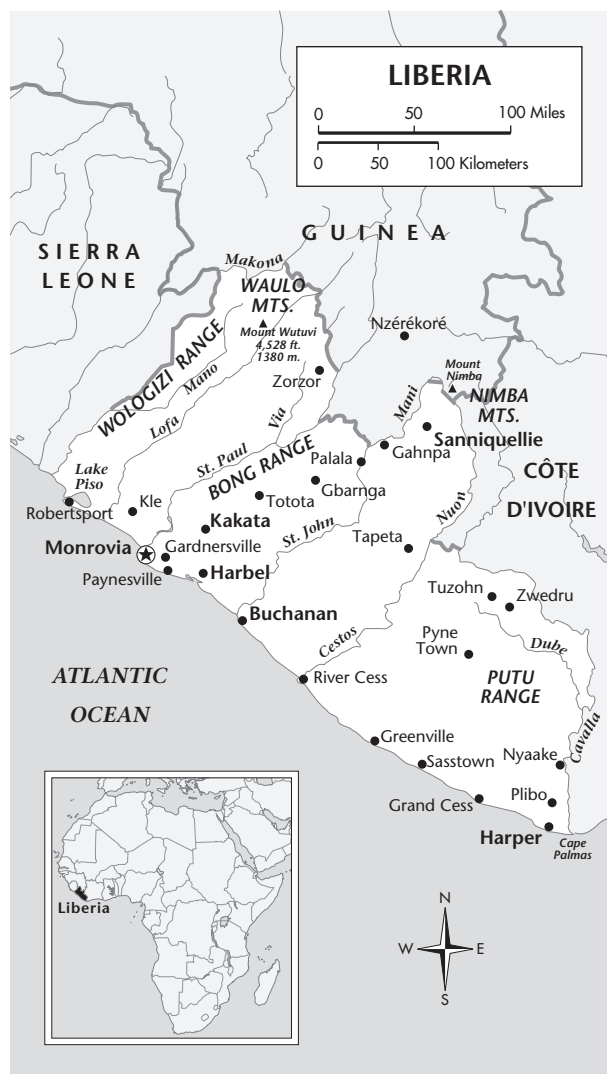 LIBERIA
0 50 100 Miles
0 50 100 Kilometers
GUINEA
SIERRA
LEONE
Makona
WAULO
MTS.
Mount Wutuvi
4,528 ft.
1380 m.
Nzérékoré
WOLOGIZI RANGE
Mano
Zorzor
Mount
Nimba
NIMBA
MTS.
Lofa
Via
Mani
Sanniquellie
St. Paul
BONG RANGE
Palala
Gahnpa
CÔTE
D'IVOIRE
Lake
Piso
Gbarnga
Robertsport
Kle
Totota
Nuon
Kakata
St. John
Tapeta
Monrovia
Gardnersville
Paynesville
Harbel
Tuzohn
Zwedru
Buchanan
Cestos
Pyne
Town
Dube
ATLANTIC
OCEAN
River Cess
PUTU
RANGE
Cavalla
Greenville
Sasstown
Nyaake
Grand Cess
Plibo
Harper
Cape
Palmas
Liberia
N
W E
S